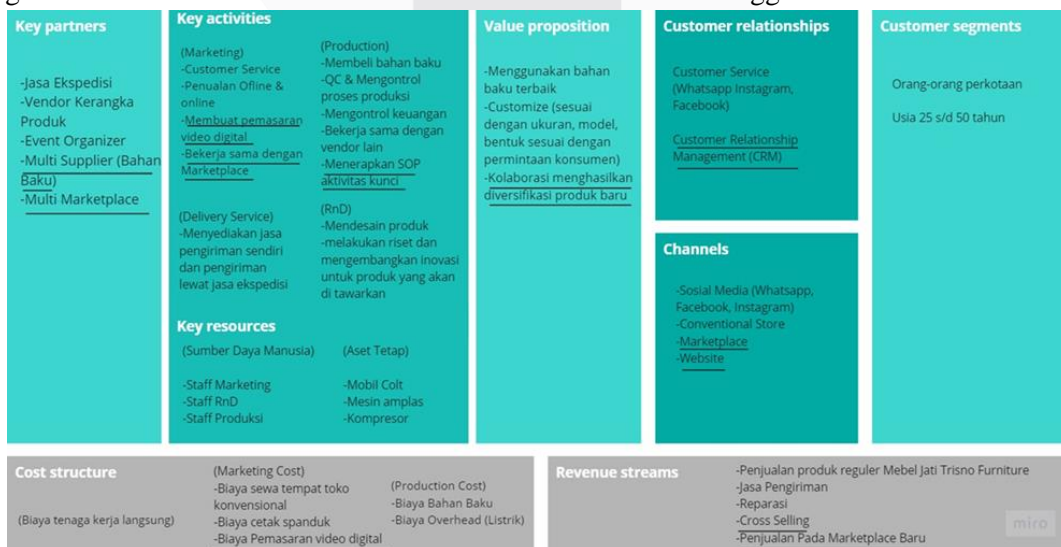 Key partners
-Jasa Ekspedisi
-Vendor Kerangka
Produk
-Event Organizer
-Multi Supplier (Bahan
Baku)
-Multi Marketplace
Key activities
(Marketing)
-Customer Service
-Penualan Ofline &
online
-Membuat pemasaran
video digital
-Bekerja sama dengan
Marketplace
(Production)
-Membeli bahan baku
-QC & Mengontrol
proses produksi
-Mengontrol keuangan
-Bekerja sama dengan
vendor lain
-Menerapkan SOP
aktivitas kunci
(Delivery Service)
-Menyediakan jasa
pengiriman sendiri
dan pengiriman
lewat jasa ekspedisi
(RnD)
-Mendesain produk
-melakukan riset dan
mengembangkan inovasi
untuk produk yang akan
di tawarkan
Key resources
(Sumber Daya Manusia)
-Staff Marketing
-Staff RnD
-Staff Produksi
(Aset Tetap)
-Mobil Colt
-Mesin amplas
-Kompresor
Value proposition
-Menggunakan bahan
baku terbaik
-Customize (sesuai
dengan ukuran, model,
bentuk sesuai dengan
permintaan konsumen)
-Kolaborasi menghasilkan
diversifikasi produk baru
Customer relationships
Customer Service
(Whatsapp Instagram,
Facebook)
Customer Relationship
Management (CRM)
Channels
-Sosial Media (Whatsapp,
Facebook, Instagram)
-Conventional Store
-Marketplace
-Website
Customer segments
Orang-orang perkotaan
Usia 25 s/d 50 tahun
Cost structure
(Biaya tenaga kerja langsung)
(Marketing Cost)
-Biaya sewa tempat toko
konvensional
-Biaya cetak spanduk
-Biaya Pemasaran video digital
(Production Cost)
-Biaya Bahan Baku
-Biaya Overhead (Listrik)
Revenue streams
-Penjualan produk reguler Mebel Jati Trisno Furniture
-Jasa Pengiriman
-Reparasi
-Cross Selling
-Penjualan Pada Marketplace Baru
miro